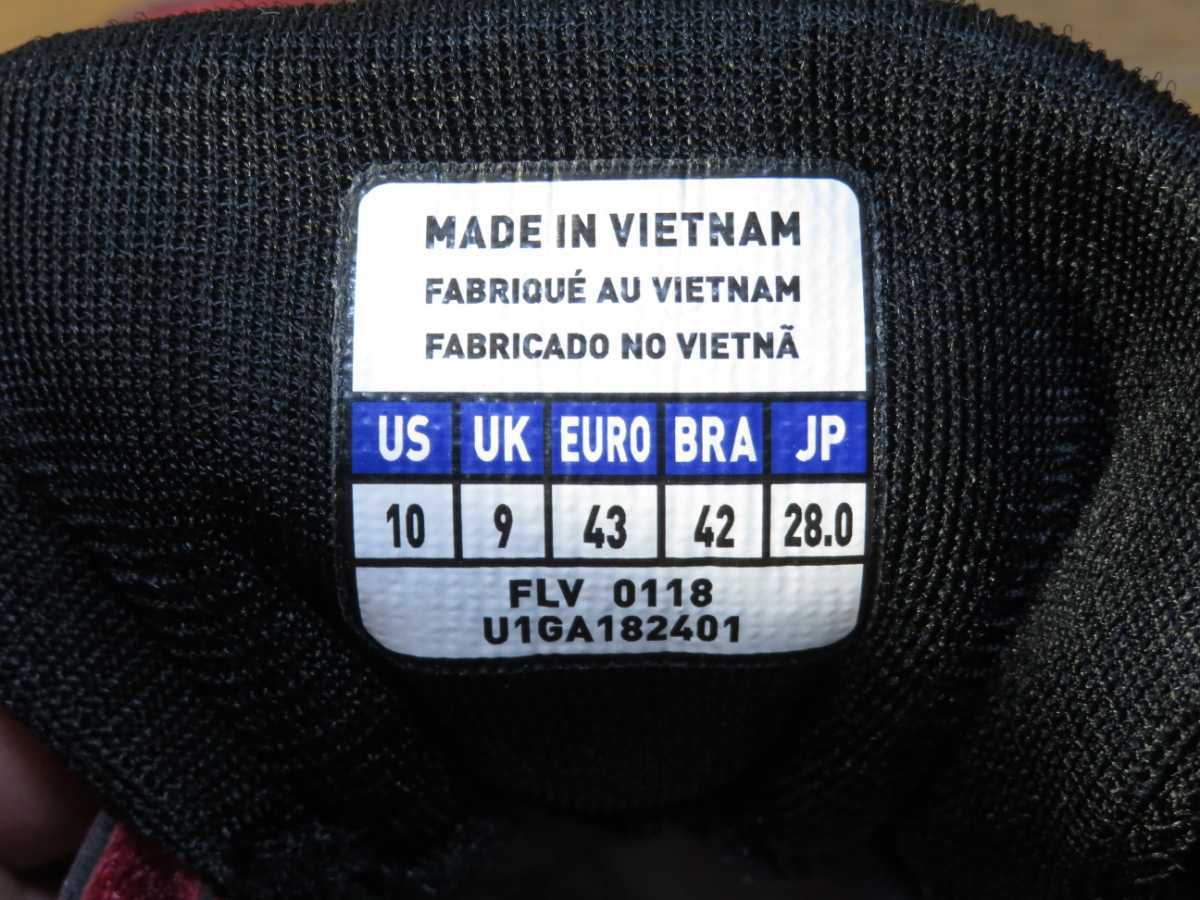 MADE IN VIETNAM
FABRIQUÉ AU VIETNAM
FABRICADO NO VIETNÃ
US UK EURO BRA JP
10 9 43 42 28.0
FLV 0118
U1GA182401